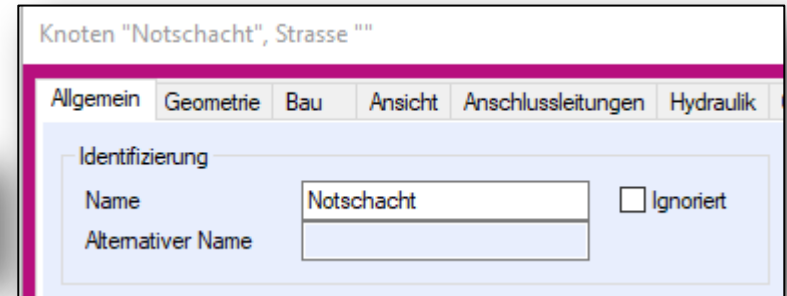 Knoten "Notschacht", Strasse ""
Allgemein Geometrie Bau Ansicht Anschlussleitungen Hydraulik
Identifizierung
Name Notschacht Ignoriert
Alternativer Name